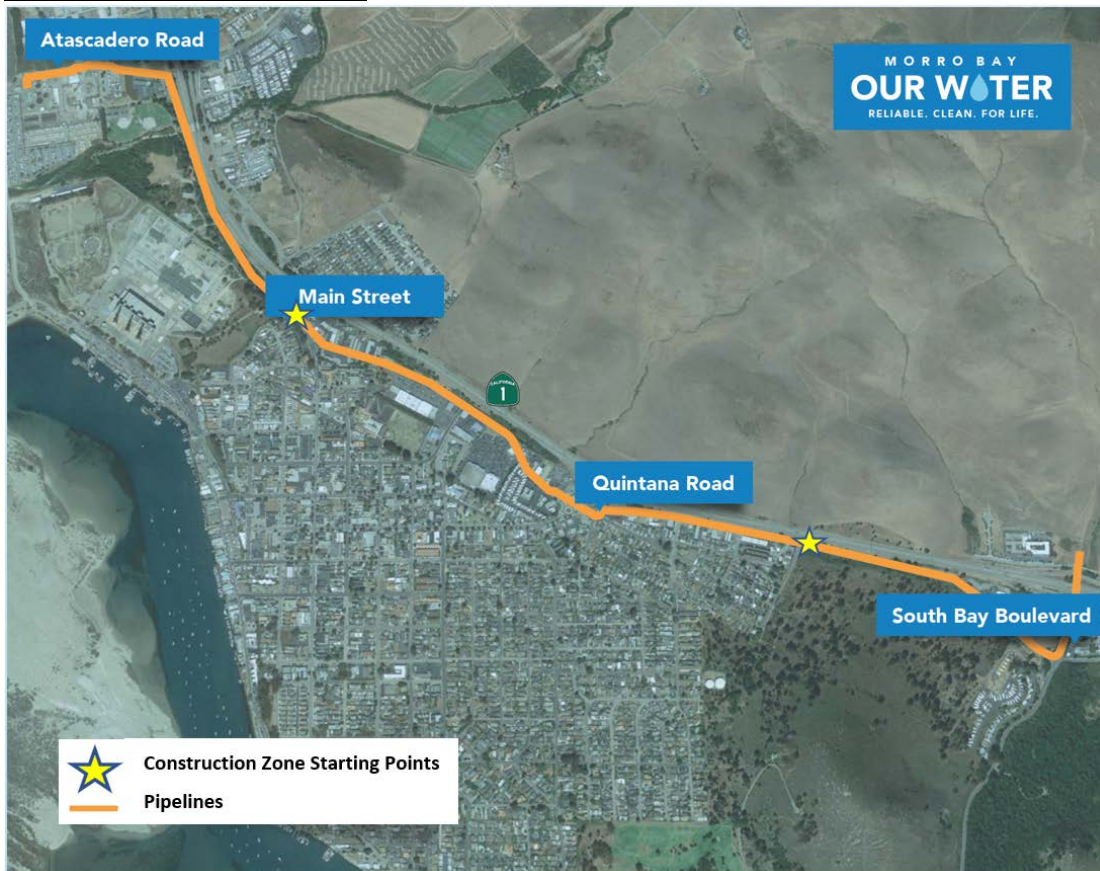 Atascadero Road
MORRO BAY
OUR WATER
RELIABLE. CLEAN. FOR LIFE.
Main Street
CALIFORNIA
1
Quintana Road
South Bay Boulevard
Construction Zone Starting Points
Pipelines